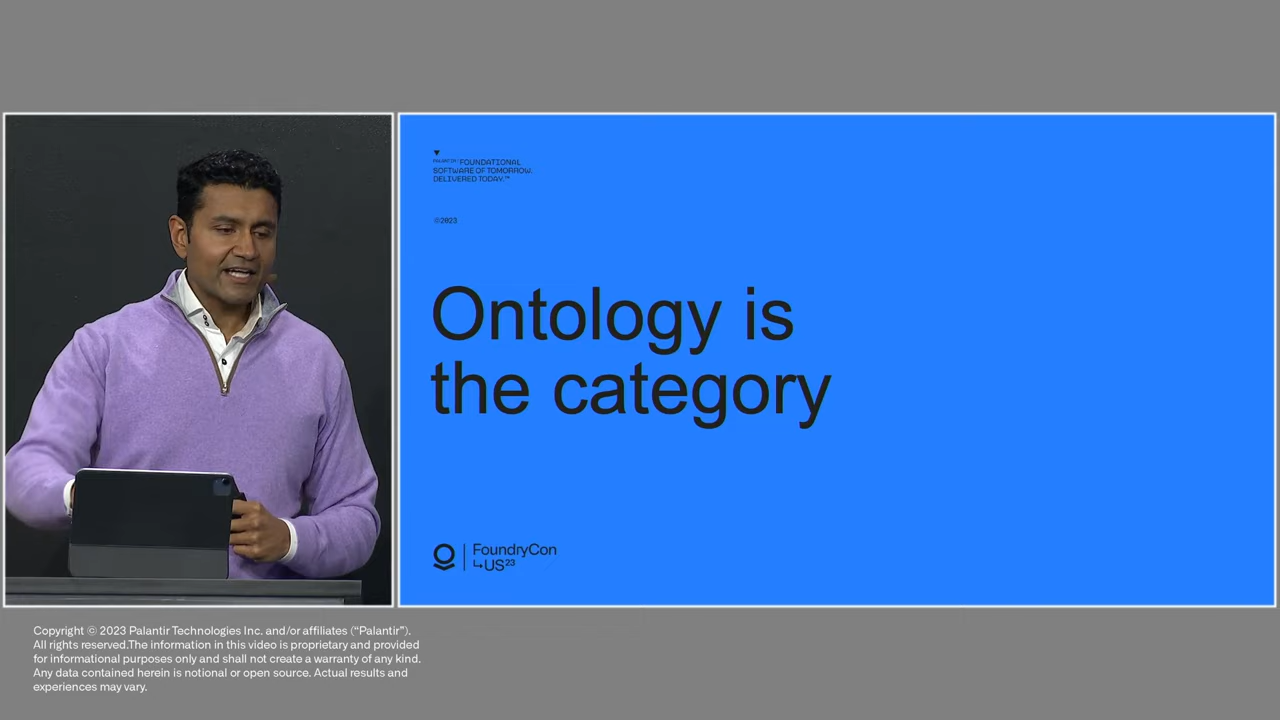 PALANTIR: FOUNDATIONAL
SOFTWARE OF TOMORROW.
DELIVERED TODAY.™
©2023
Ontology is
the category
FoundryCon
↳US23
Copyright © 2023 Palantir Technologies Inc. and/or affiliates (“Palantir”).
All rights reserved.The information in this video is proprietary and provided
for informational purposes only and shall not create a warranty of any kind.
Any data contained herein is notional or open source. Actual results and
experiences may vary.